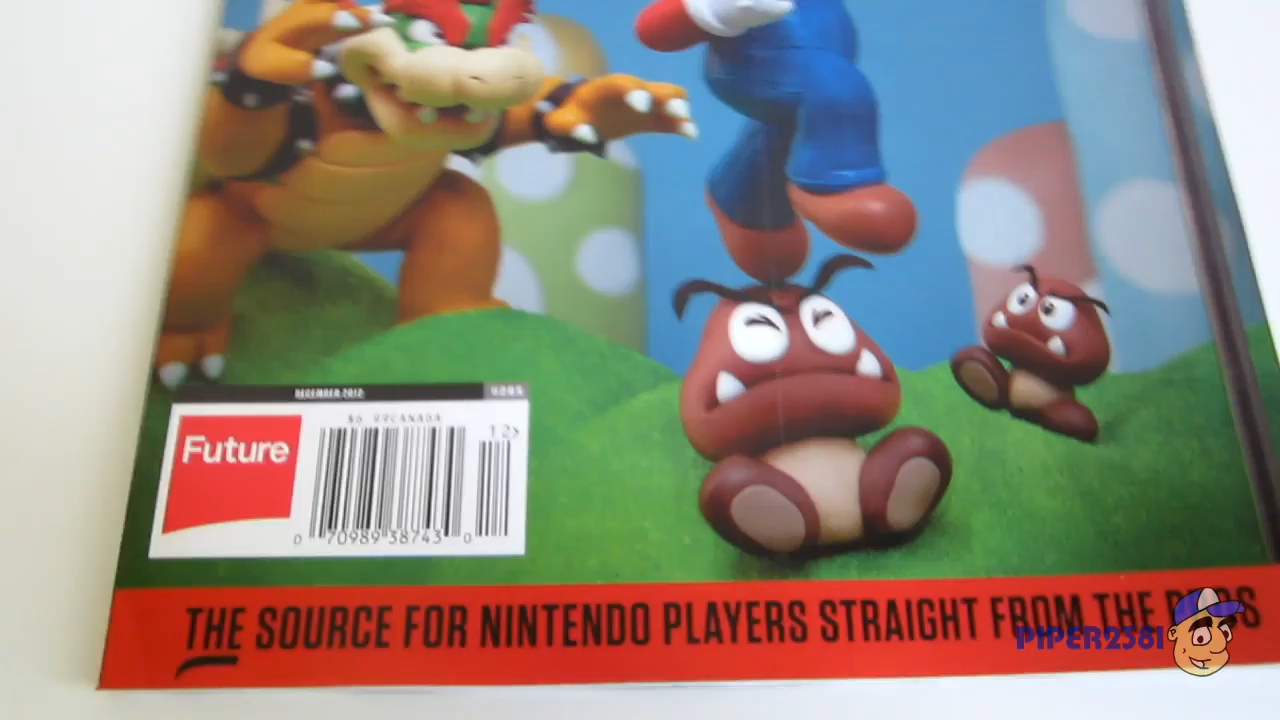 DECEMBER 2012
Future
$6.99CANADA
12>
0 70989 38743 0
THE SOURCE FOR NINTENDO PLAYERS STRAIGHT FROM THE
PIPER2381